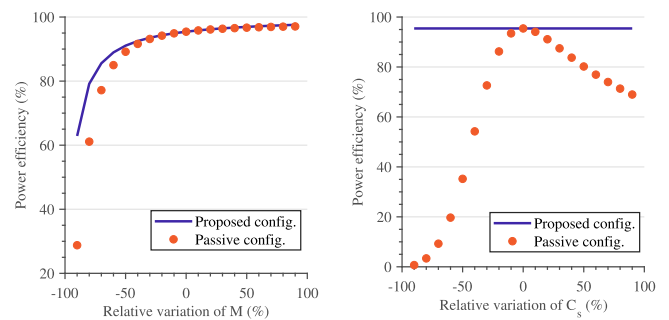 100
80
60
40
20
Power efficiency (%)
-100 -50 0 50 100
Relative variation of M (%)
Proposed config.
Passive config.
100
80
60
40
20
0
Power efficiency (%)
-100 -50 0 50 100
Relative variation of Cs (%)
Proposed config.
Passive config.